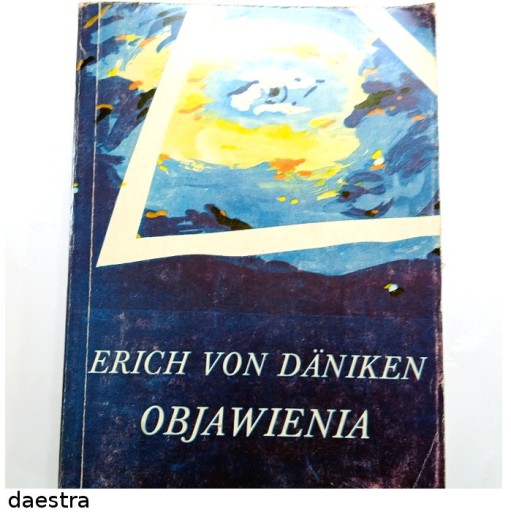 ERICH VON DÄNIKEN
OBJAWIENIA
daestra